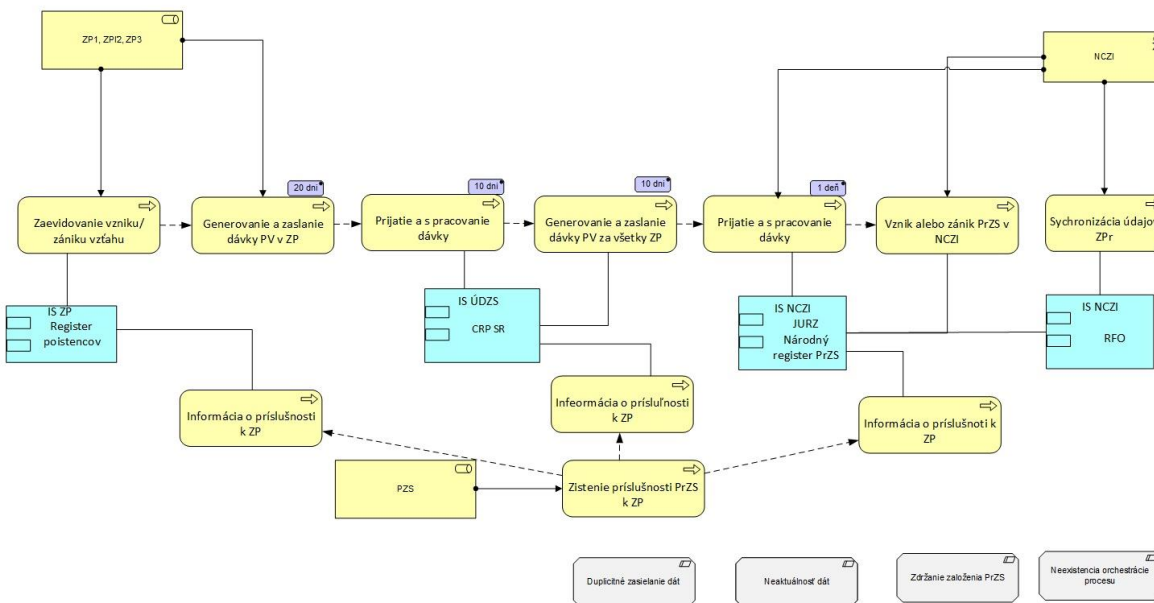 ZP1, ZPI2, ZP3
NCZI
20 dni
10 dni
10 dni
1 deň
Zaevidovanie vzniku/
zániku vzťahu
Generovanie a zaslanie
dávky PV v ZP
Prijatie a s pracovanie
dávky
Generovanie a zaslanie
dávky PV za všetky ZP
Prijatie a s pracovanie
dávky
Vznik alebo zánik PrZS v
NCZI
Sychronizácia údajov
ZPr
IS ZP
Register
poistencov
IS ÚDZS
CRP SR
IS NCZI
JURZ
Národný
register PrZS
IS NCZI
RFO
Informácia o príslušnosti
k ZP
Infeormácia o prísluľnosti
k ZP
Informácia o príslušnoti k
ZP
PZS
Zistenie príslušnosti PrZS
k ZP
Duplicitné zasielanie dát
Neaktuálnosť dát
Zdržanie založenia PrZS
Neexistencia orchestrácie
procesu